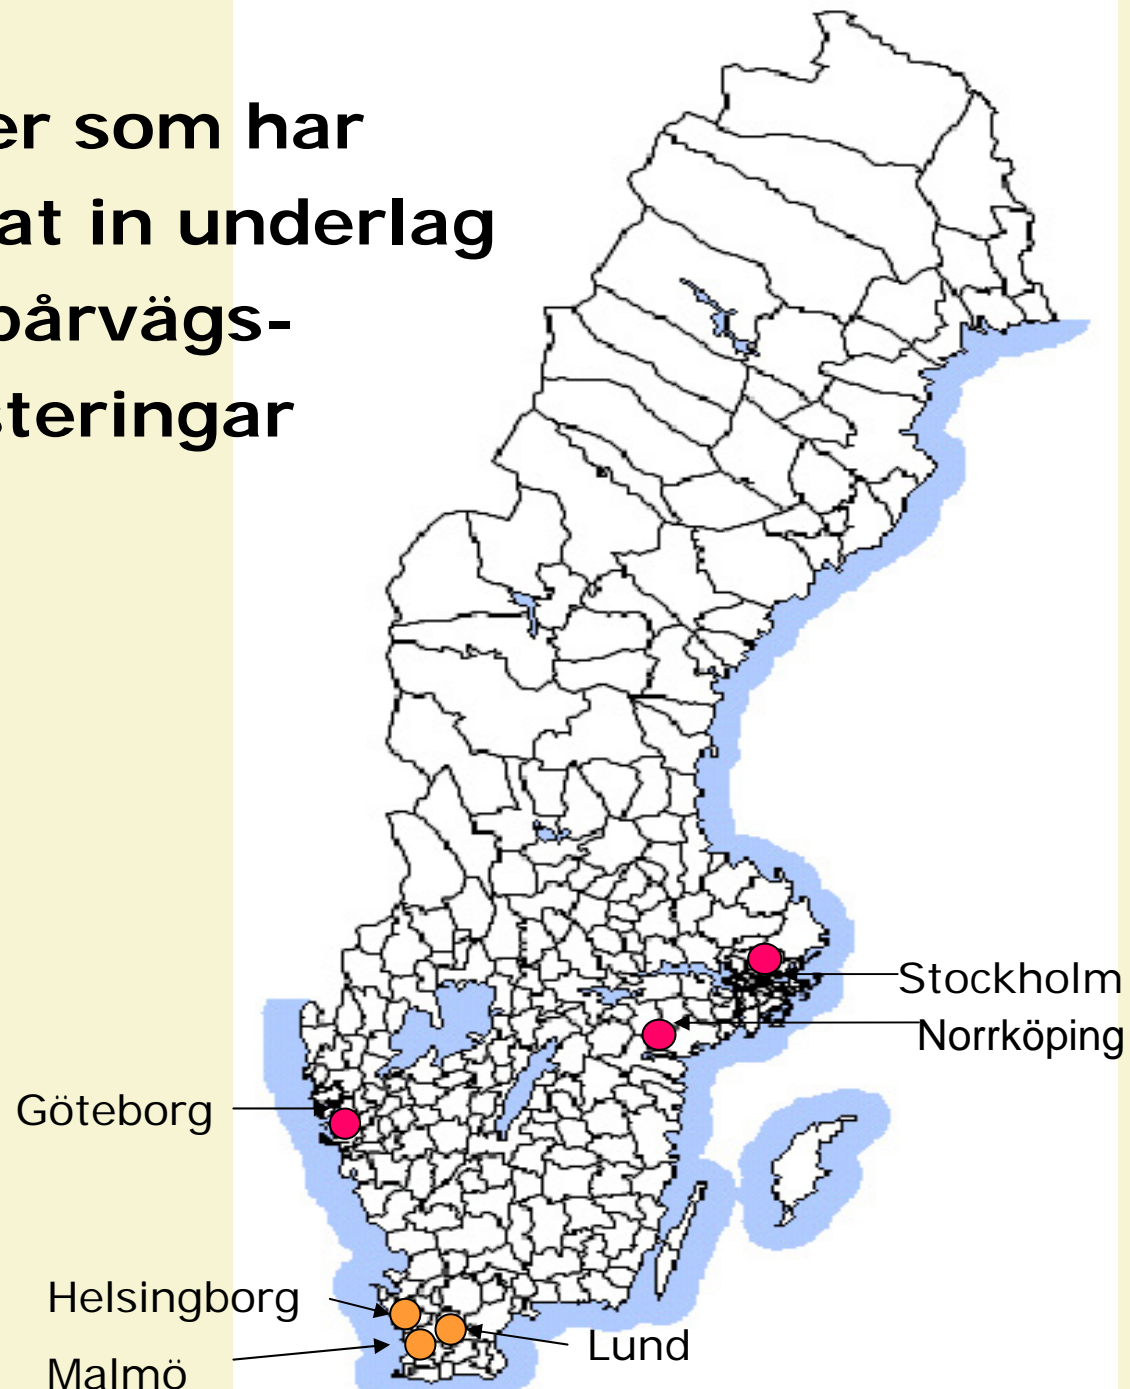 er som har
at in underlag
pårvägs-
steringar
Stockholm
Norrköping
Göteborg
Helsingborg
Lund
Malmö